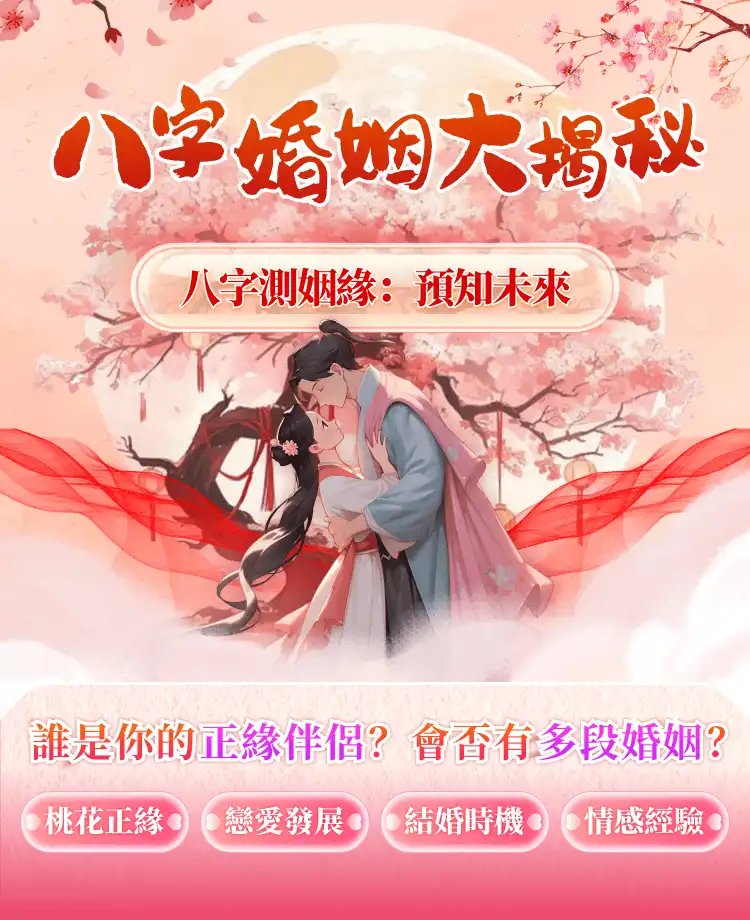 八字婚姻大揭秘
八字測姻緣：預知未來
誰是你的正緣伴侶？會否有多段婚姻？
桃花正緣 戀愛發展 結婚時機 情感經驗